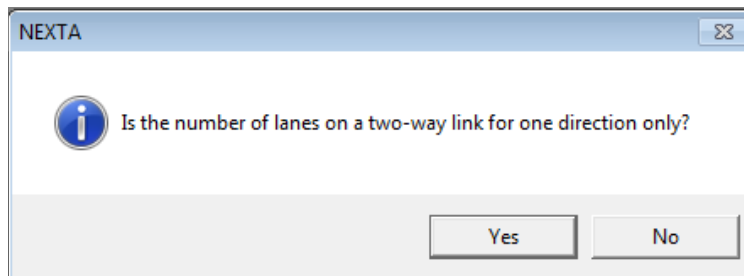 NEXTA
Is the number of lanes on a two-way link for one direction only?
Yes No